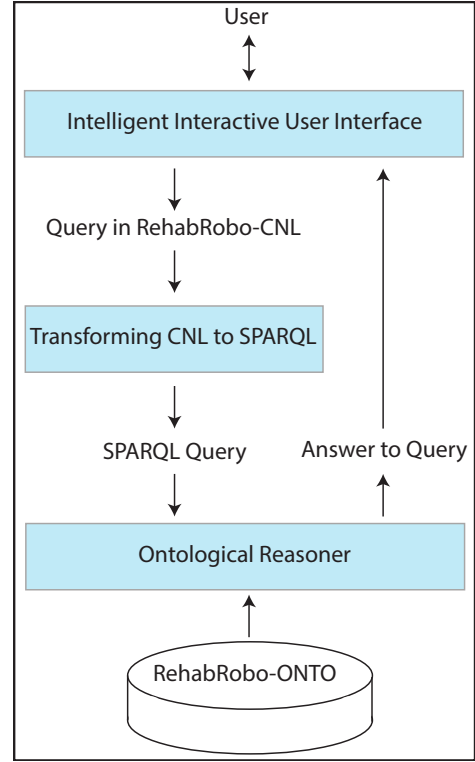 User
Intelligent Interactive User Interface
Query in RehabRobo-CNL
Transforming CNL to SPARQL
SPARQL Query
Answer to Query
Ontological Reasoner
RehabRobo-ONTO